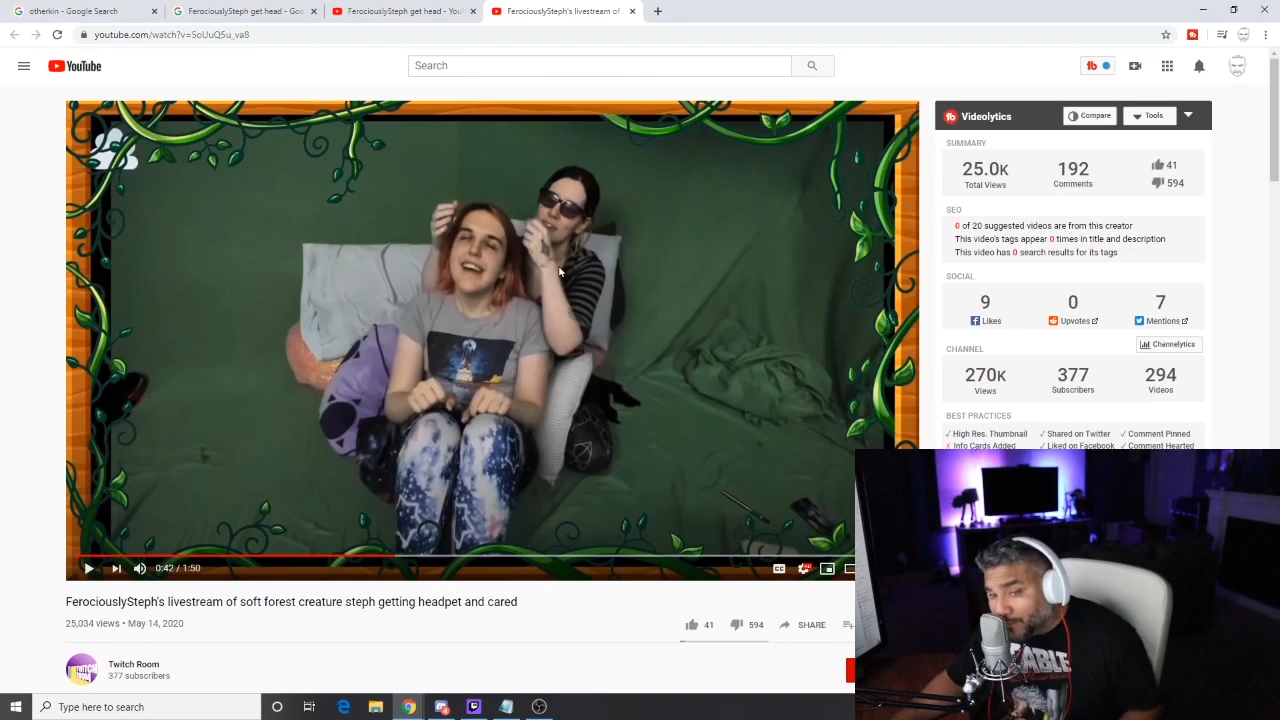 otherkin - Google Search
FerociouslySteph get head - Goo
FerociouslySteph get head - You
FerociouslySteph's livestream of
youtube.com/watch?v=5oUuQ5u_va8
YouTube
Search
tb
tb Videolytics
Compare
Tools
SUMMARY
25.0K
Total Views
192
Comments
41
594
SEO
0 of 20 suggested videos are from this creator
This video's tags appear 0 times in title and description
This video has 0 search results for its tags
SOCIAL
9
Likes
0
Upvotes
7
Mentions
CHANNEL
Channelytics
270K
Views
377
Subscribers
294
Videos
BEST PRACTICES
High Res. Thumbnail
Shared on Twitter
Comment Pinned
Info Cards Added
Liked on Facebook
Comment Hearted
0:42 / 1:50
CC
HD
FerociouslySteph's livestream of soft forest creature steph getting headpet and cared
25,034 views • May 14, 2020
41
594
SHARE
Twitch Room
377 subscribers
Type here to search